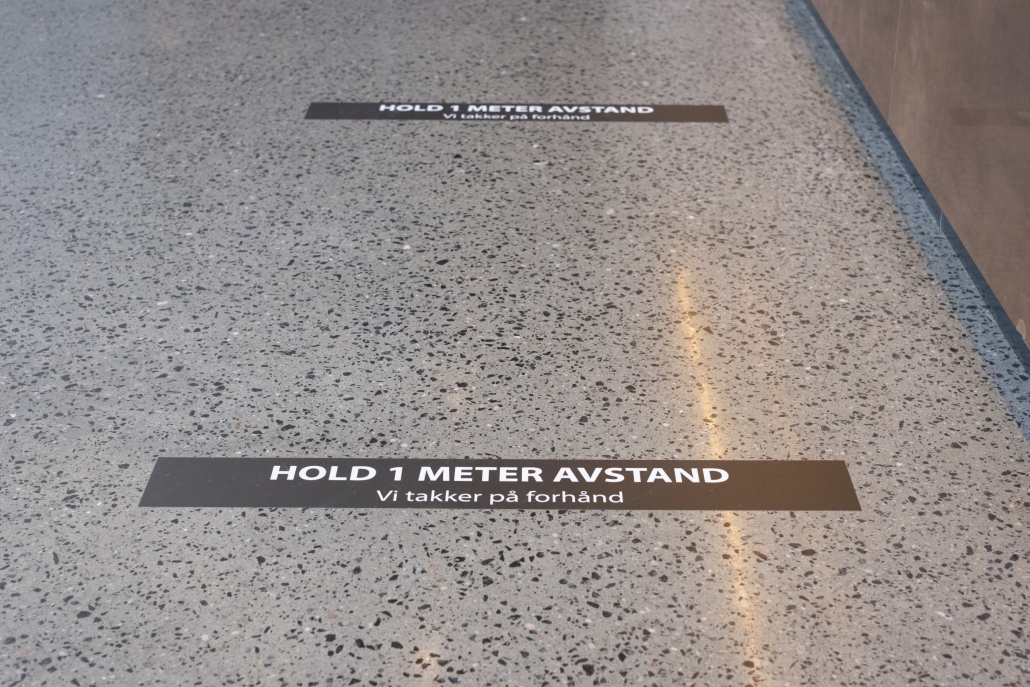 HOLD 1 METER AVSTAND
Vi takker på forhånd
HOLD 1 METER AVSTAND
Vi takker på forhånd